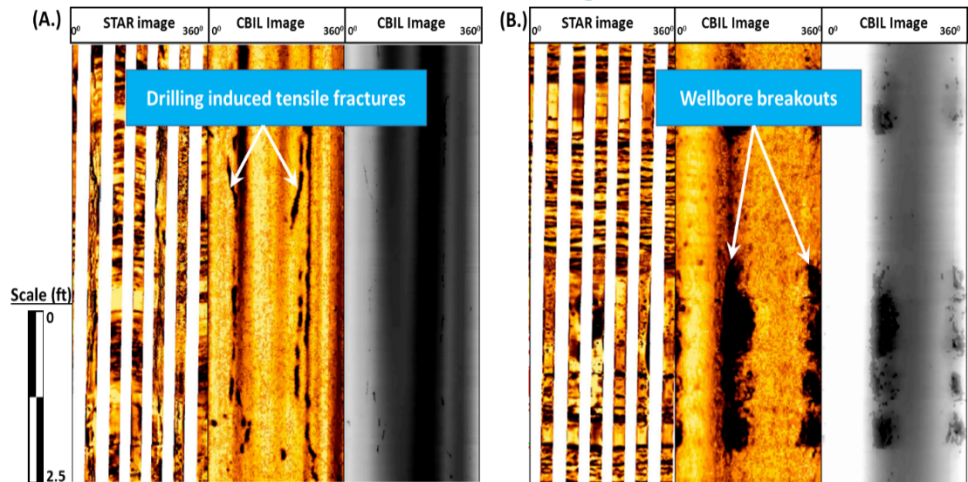 (A.)
STAR image
CBIL Image
CBIL Image
0⁰
360⁰
0⁰
360⁰
0⁰
360⁰
Drilling induced tensile fractures
Scale (ft)
0
2.5
(B.)
STAR image
CBIL Image
CBIL Image
0⁰
360⁰
0⁰
360⁰
0⁰
360⁰
Wellbore breakouts